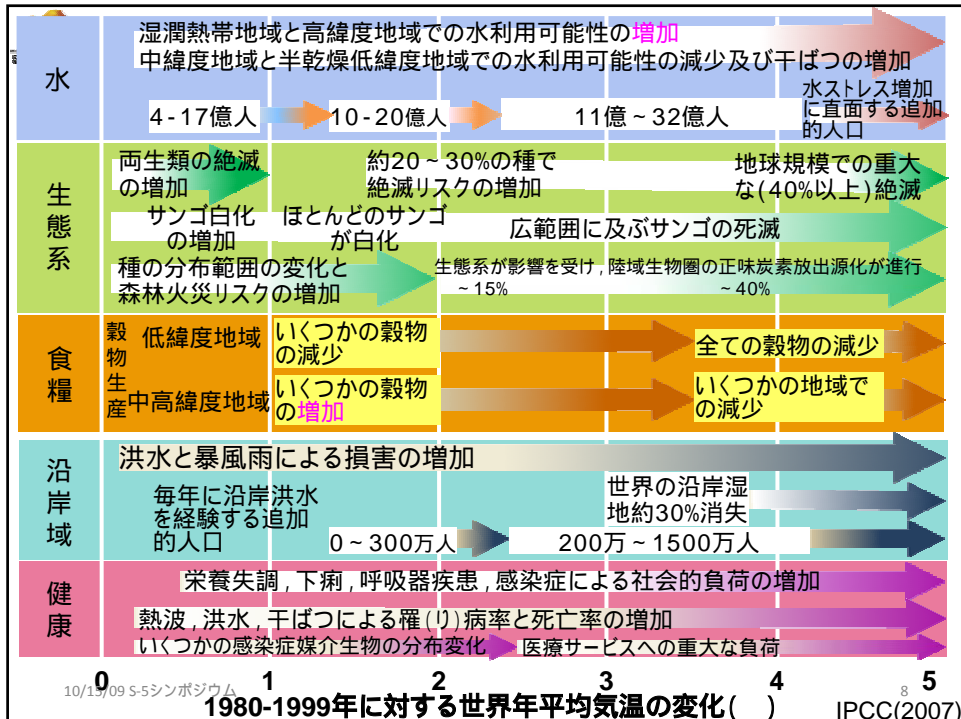 水
湿潤熱帯地域と高緯度地域での水利用可能性の増加
中緯度地域と半乾燥低緯度地域での水利用可能性の減少及び干ばつの増加
4-17億人
10-20億人
11億～32億人
水ストレス増加
に直面する追加
的人口
生態系
両生類の絶滅
の増加
約20～30%の種で
絶滅リスクの増加
地球規模での重大
な(40%以上)絶滅
サンゴ白化
の増加
ほとんどのサンゴ
が白化
広範囲に及ぶサンゴの死滅
種の分布範囲の変化と
森林火災リスクの増加
生態系が影響を受け，陸域生物圏の正味炭素放出源化が進行
～15%
～40%
食糧
穀物生産
低緯度地域
いくつかの穀物
の減少
全ての穀物の減少
中高緯度地域
いくつかの穀物
の増加
いくつかの地域で
の減少
沿岸域
洪水と暴風雨による損害の増加
世界の沿岸湿
地約30%消失
毎年に沿岸洪水
を経験する追加
的人口
0～300万人
200万～1500万人
健康
栄養失調，下痢，呼吸器疾患，感染症による社会的負荷の増加
熱波，洪水，干ばつによる罹(り)病率と死亡率の増加
いくつかの感染症媒介生物の分布変化
医療サービスへの重大な負荷
0 1 2 3 4 5
10/15/09 S-5シンポジウム
8
1980-1999年に対する世界年平均気温の変化( )
IPCC(2007)